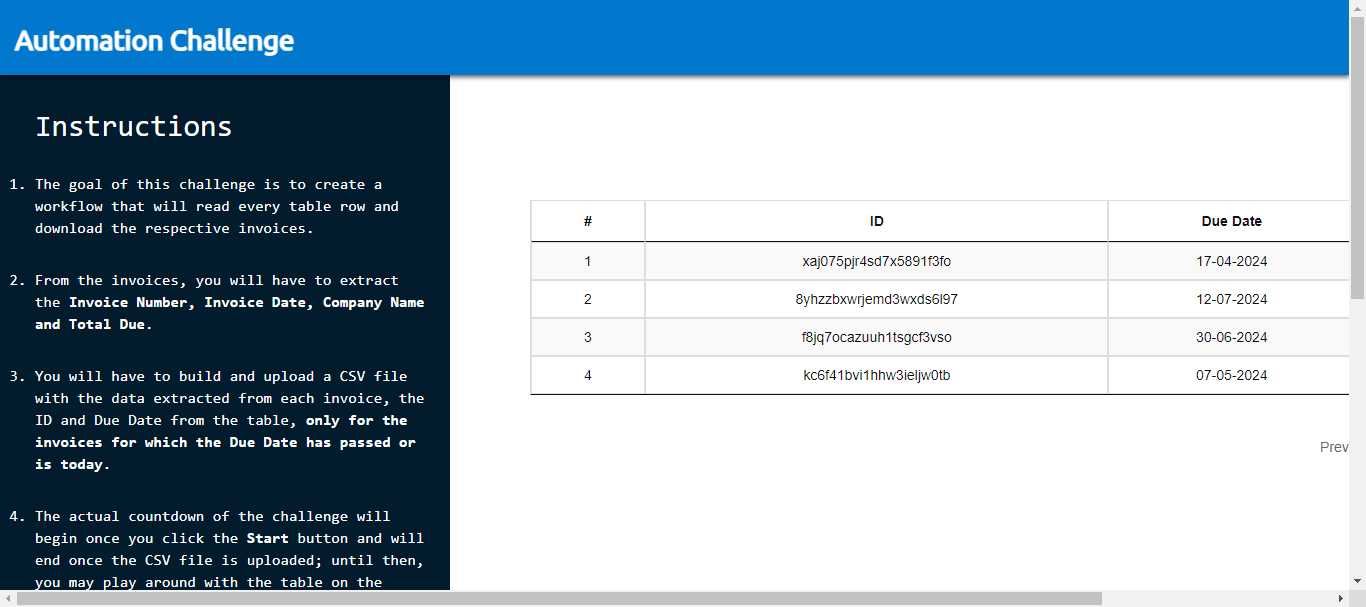 Automation Challenge
Instructions
1. The goal of this challenge is to create a
workflow that will read every table row and
download the respective invoices.
2. From the invoices, you will have to extract
the Invoice Number, Invoice Date, Company Name
and Total Due.
3. You will have to build and upload a CSV file
with the data extracted from each invoice, the
ID and Due Date from the table, only for the
invoices for which the Due Date has passed or
is today.
4. The actual countdown of the challenge will
begin once you click the Start button and will
end once the CSV file is uploaded; until then,
you may play around with the table on the
# ID Due Date
1 xaj075pjr4sd7x5891f3fo 17-04-2024
2 8yhzzbxwrjemd3wxds6l97 12-07-2024
3 f8jq7ocazuuh1tsgcf3vso 30-06-2024
4 kc6f41bvi1hhw3ieljw0tb 07-05-2024
Prev